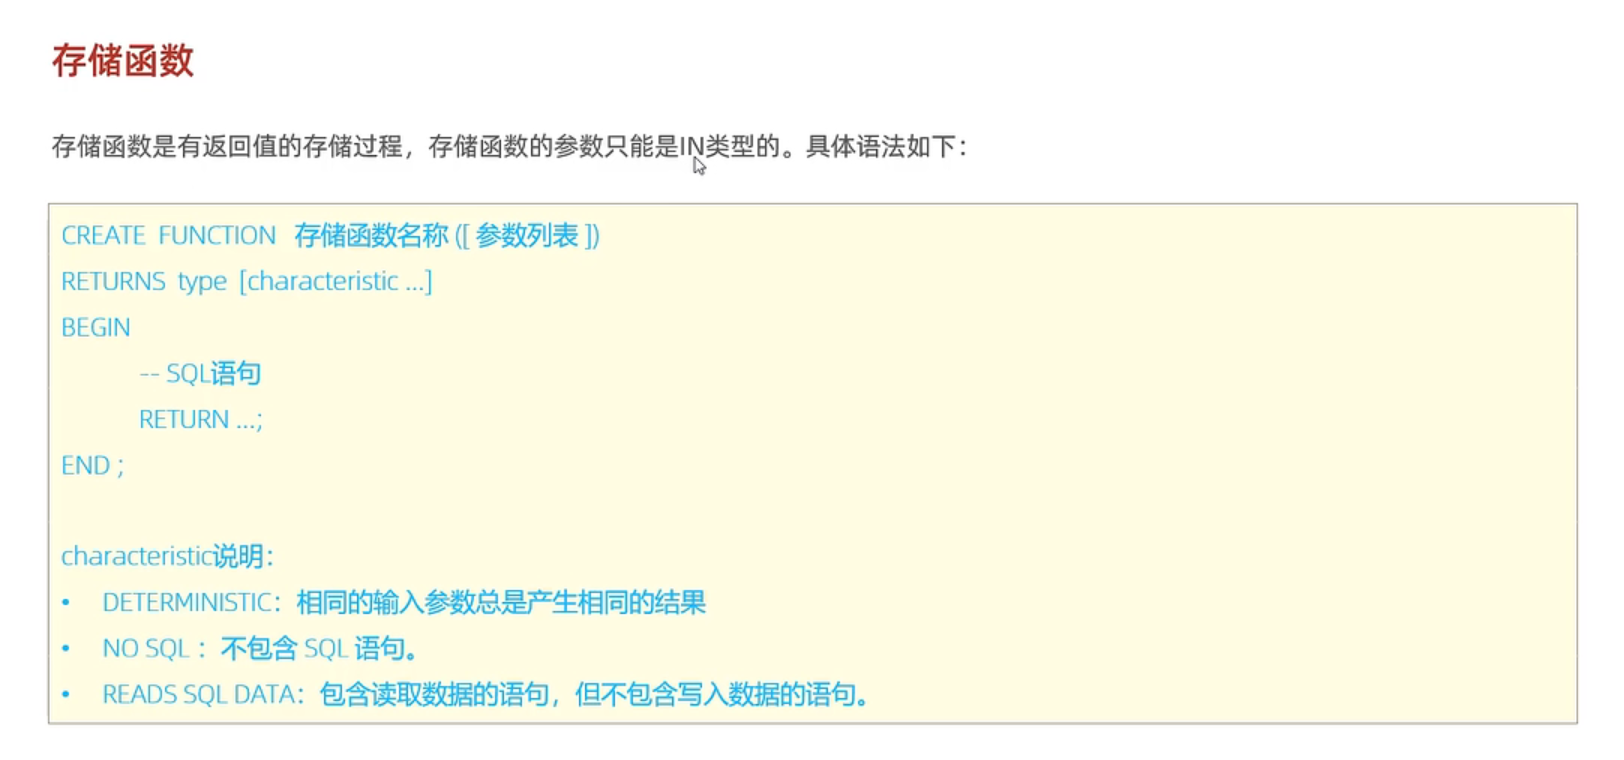 存储函数
存储函数是有返回值的存储过程，存储函数的参数只能是IN类型的。具体语法如下：
CREATE FUNCTION 存储函数名称 ([ 参数列表 ])
RETURNS type [characteristic ...]
BEGIN
-- SQL语句
RETURN ...;
END ;
characteristic说明：
• DETERMINISTIC：相同的输入参数总是产生相同的结果
• NO SQL ：不包含 SQL 语句。
• READS SQL DATA：包含读取数据的语句，但不包含写入数据的语句。